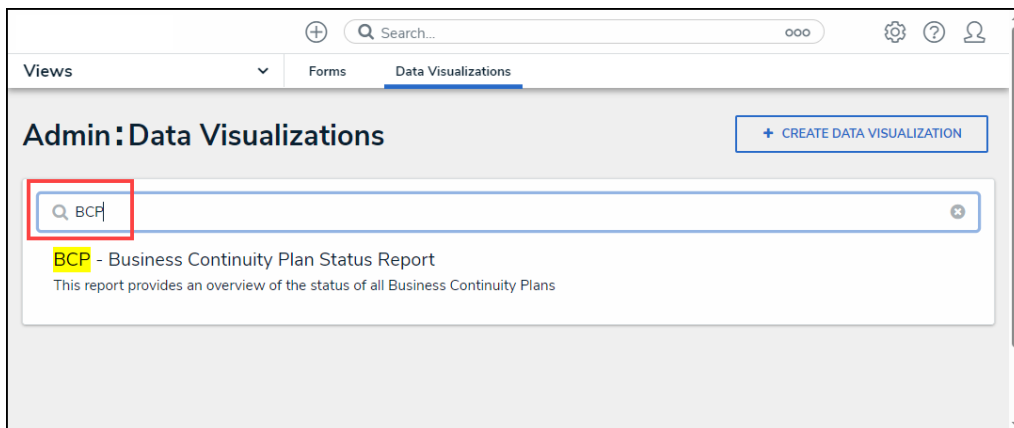 Search...
Views Forms Data Visualizations
Admin:Data Visualizations
+ CREATE DATA VISUALIZATION
BCP
BCP - Business Continuity Plan Status Report
This report provides an overview of the status of all Business Continuity Plans